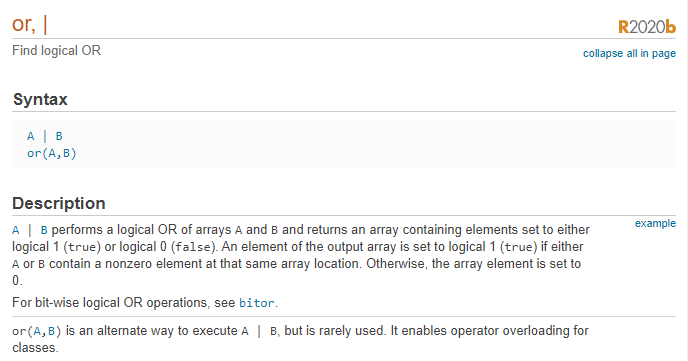 or, |
R2020b
Find logical OR
collapse all in page
Syntax
A | B
or(A,B)
Description
A | B performs a logical OR of arrays A and B and returns an array containing elements set to either
example
logical 1 (true) or logical 0 (false). An element of the output array is set to logical 1 (true) if either
A or B contain a nonzero element at that same array location. Otherwise, the array element is set to
0.
For bit-wise logical OR operations, see bitor.
or(A,B) is an alternate way to execute A | B, but is rarely used. It enables operator overloading for
classes.